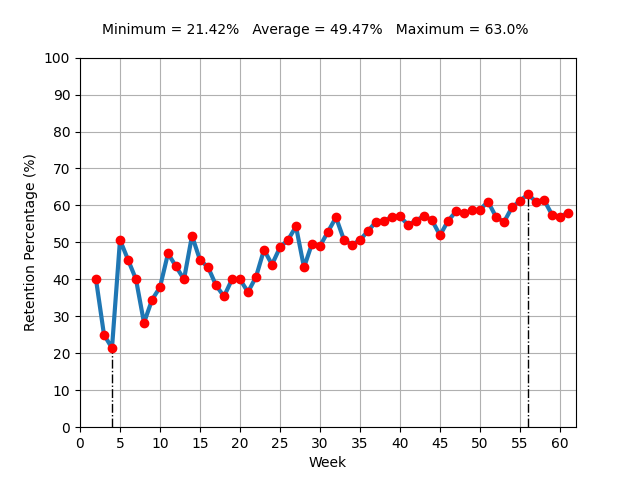 Minimum = 21.42%   Average = 49.47%   Maximum = 63.0%
Retention Percentage (%)
100
90
80
70
60
50
40
30
20
10
0
0 5 10 15 20 25 30 35 40 45 50 55 60
Week